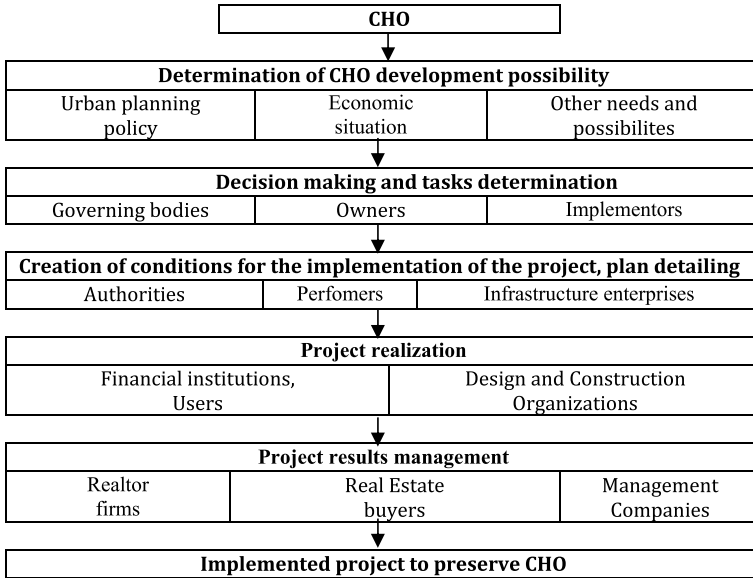 CHO
Determination of CHO development possibility
Urban planning
policy
Economic
situation
Other needs and
possibilites
Decision making and tasks determination
Governing bodies
Owners
Implementors
Creation of conditions for the implementation of the project, plan detailing
Authorities
Perfomers
Infrastructure enterprises
Project realization
Financial institutions,
Users
Design and Construction
Organizations
Project results management
Realtor
firms
Real Estate
buyers
Management
Companies
Implemented project to preserve CHO